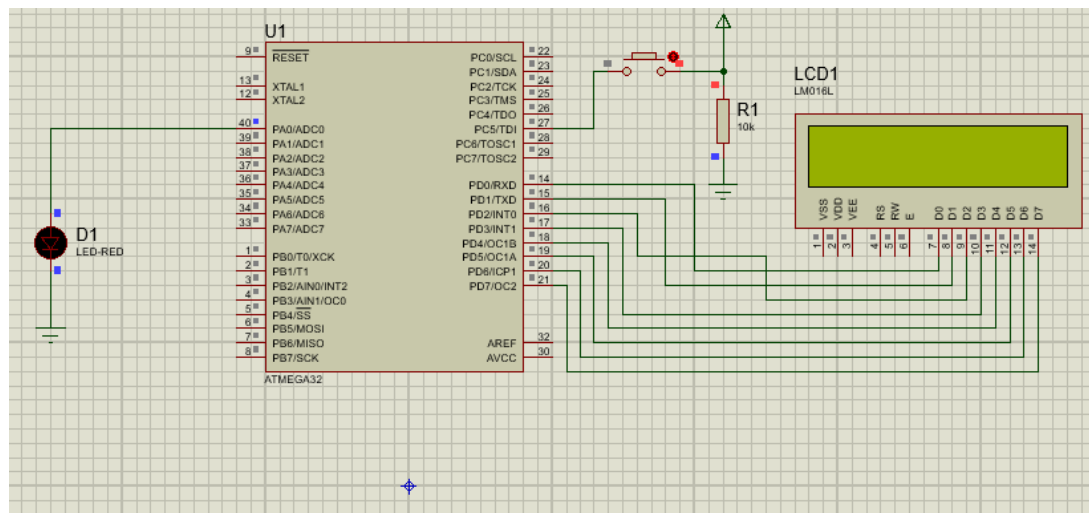 U1
9 RESET
13 XTAL1
12 XTAL2
40 PA0/ADC0
39 PA1/ADC1
38 PA2/ADC2
37 PA3/ADC3
36 PA4/ADC4
35 PA5/ADC5
34 PA6/ADC6
33 PA7/ADC7
1 PB0/T0/XCK
2 PB1/T1
3 PB2/AIN0/INT2
4 PB3/AIN1/OC0
5 PB4/SS
6 PB5/MOSI
7 PB6/MISO
8 PB7/SCK
PC0/SCL 22
PC1/SDA 23
PC2/TCK 24
PC3/TMS 25
PC4/TDO 26
PC5/TDI 27
PC6/TOSC1 28
PC7/TOSC2 29
PD0/RXD 14
PD1/TXD 15
PD2/INT0 16
PD3/INT1 17
PD4/OC1B 18
PD5/OC1A 19
PD6/ICP1 20
PD7/OC2 21
AREF 32
AVCC 30
ATMEGA32
D1
LED-RED
R1
10k
LCD1
LM016L
VSS VDD VEE RS RW E D0 D1 D2 D3 D4 D5 D6 D7
1 2 3 4 5 6 7 8 9 10 11 12 13 14